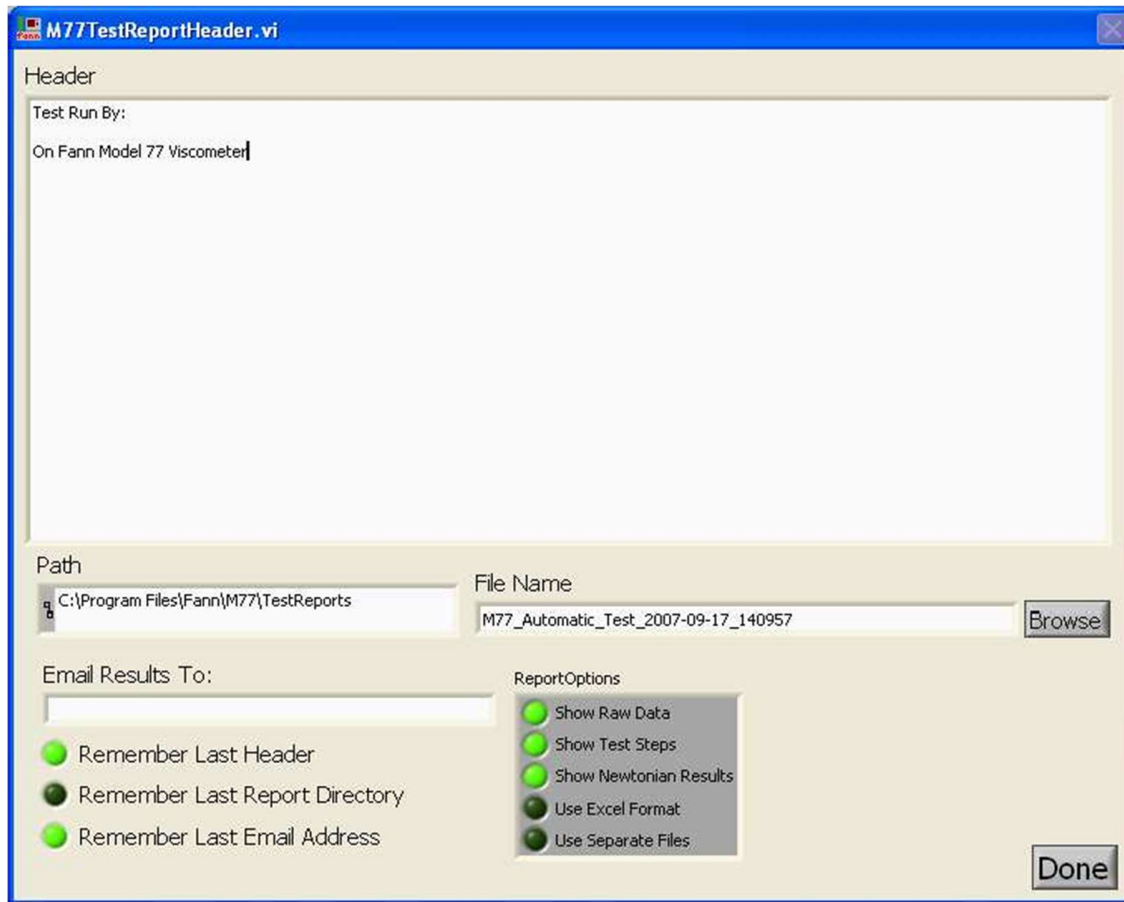 M77TestReportHeader.vi
Header
Test Run By:
On Fann Model 77 Viscometer
Path
C:\Program Files\Fann\M77\TestReports
File Name
M77_Automatic_Test_2007-09-17_140957
Browse
Email Results To:
Remember Last Header
Remember Last Report Directory
Remember Last Email Address
ReportOptions
Show Raw Data
Show Test Steps
Show Newtonian Results
Use Excel Format
Use Separate Files
Done